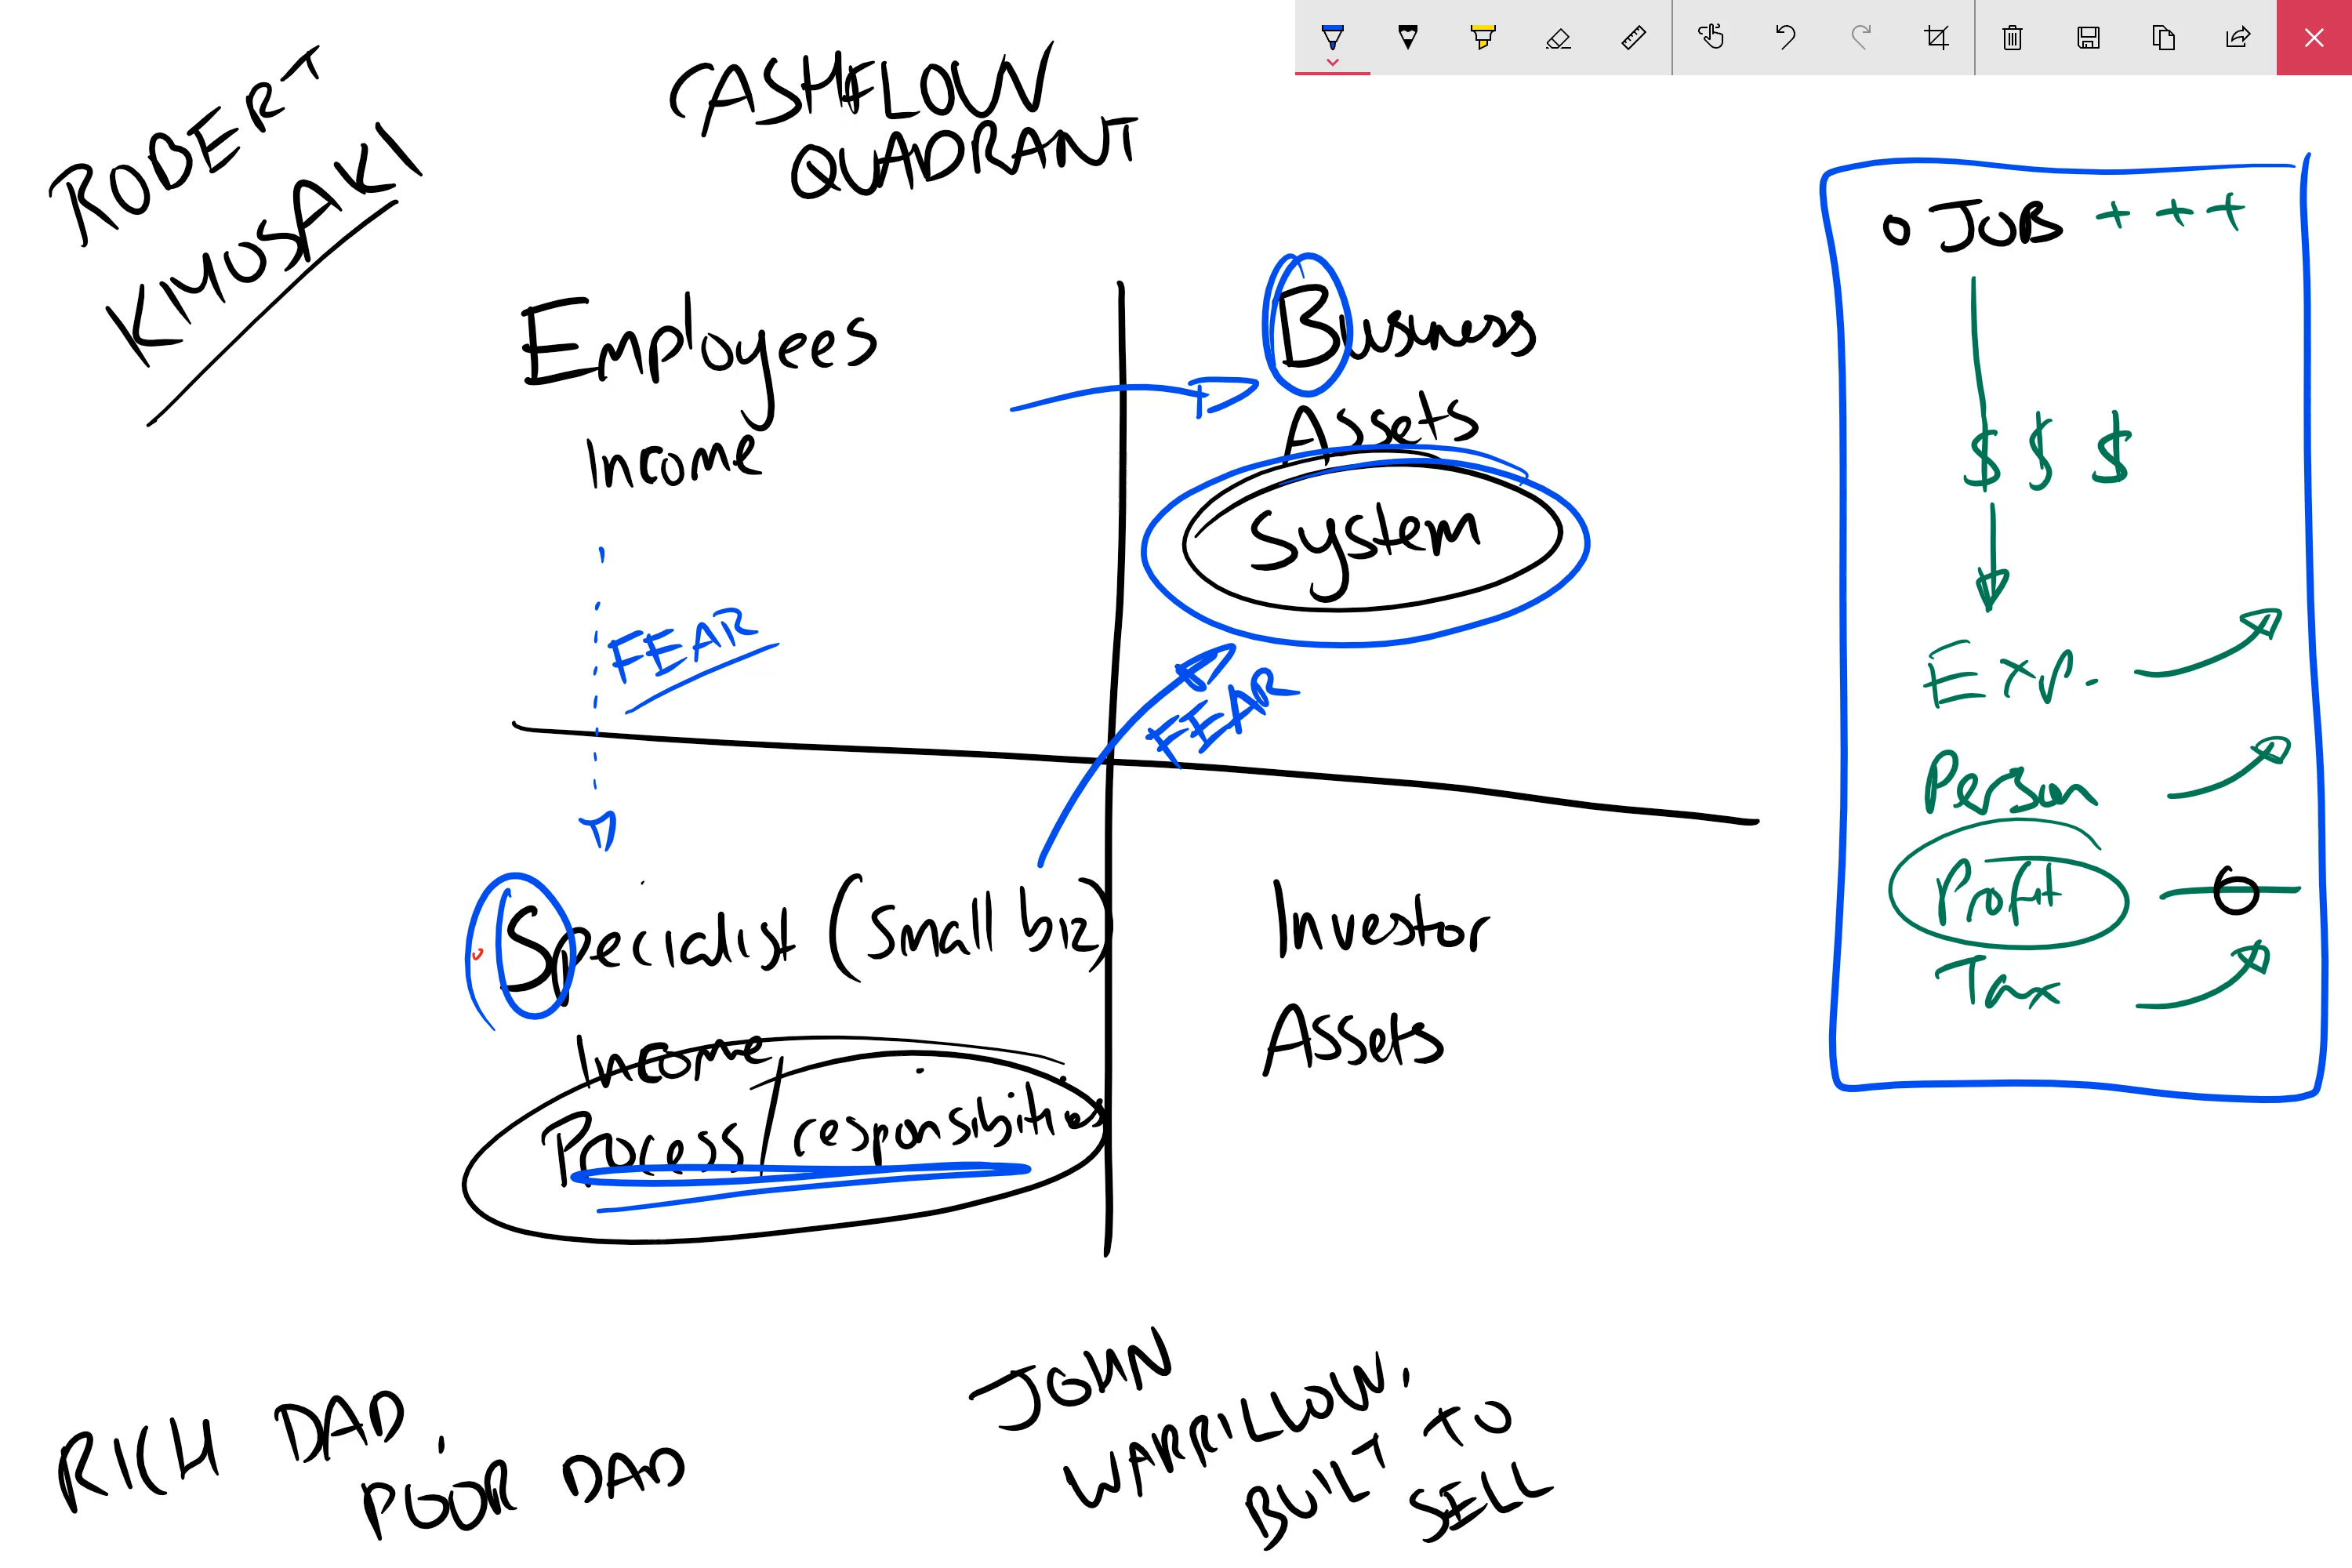 ROBERT
KIYOSAKI
CASHFLOW
QUADRANT
Employees
Income
FEAR
Business
Assets
System
FEAR
Specialist (Small biz)
Income
Process/responsibilities
Investor
Assets
JOB + + +
$ $ $
Exp.
Person
Profit
Tax
RICH DAD,
POOR DAD
JOHN
WARRILLOW.
BUILT TO
SELL